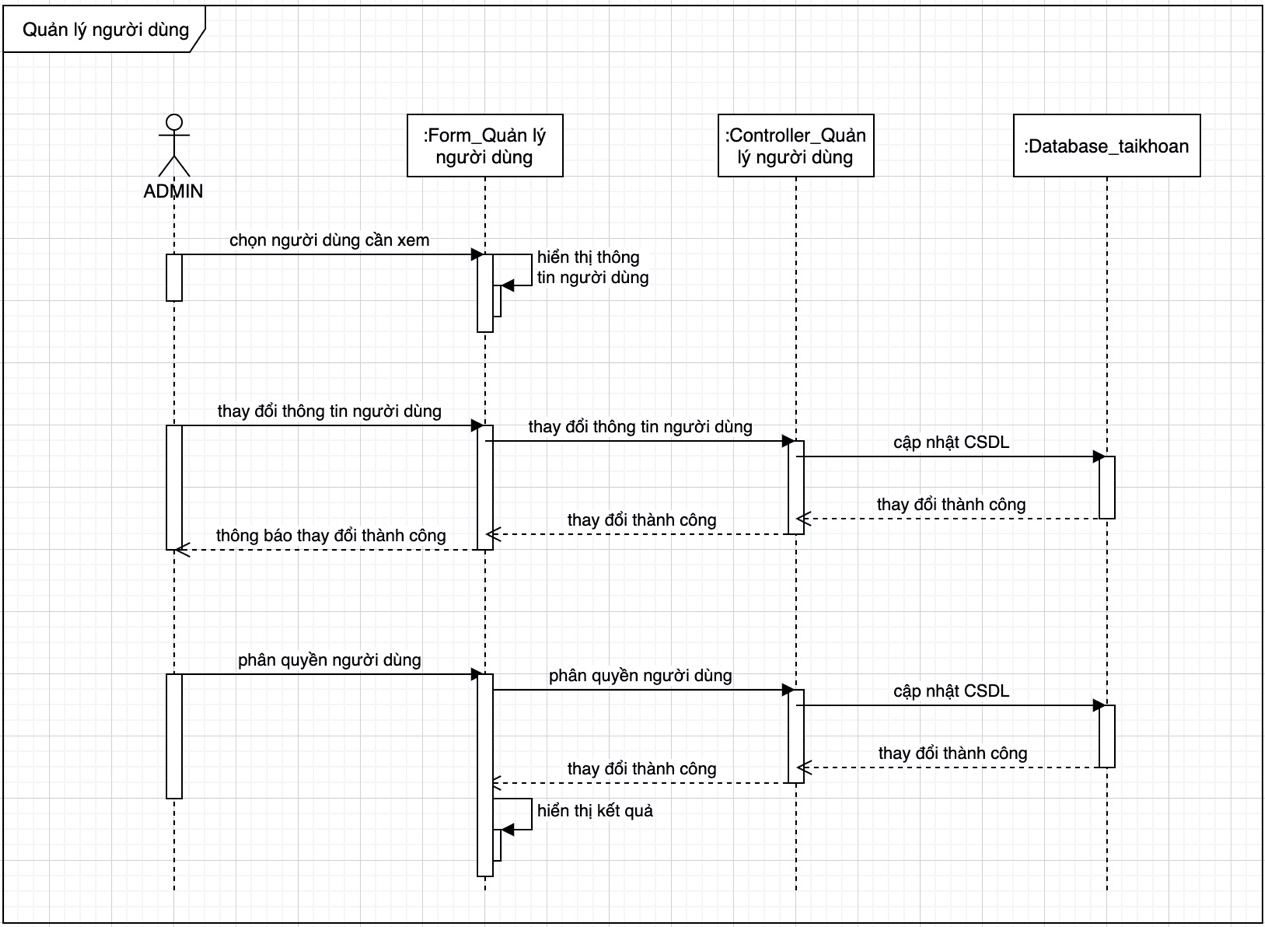 Quản lý người dùng
:Form_Quản lý
người dùng
:Controller_Quản
lý người dùng
:Database_taikhoan
ADMIN
chọn người dùng cần xem
hiển thị thông
tin người dùng
thay đổi thông tin người dùng
thay đổi thông tin người dùng
cập nhật CSDL
thay đổi thành công
thay đổi thành công
thông báo thay đổi thành công
phân quyền người dùng
phân quyền người dùng
cập nhật CSDL
thay đổi thành công
thay đổi thành công
hiển thị kết quả